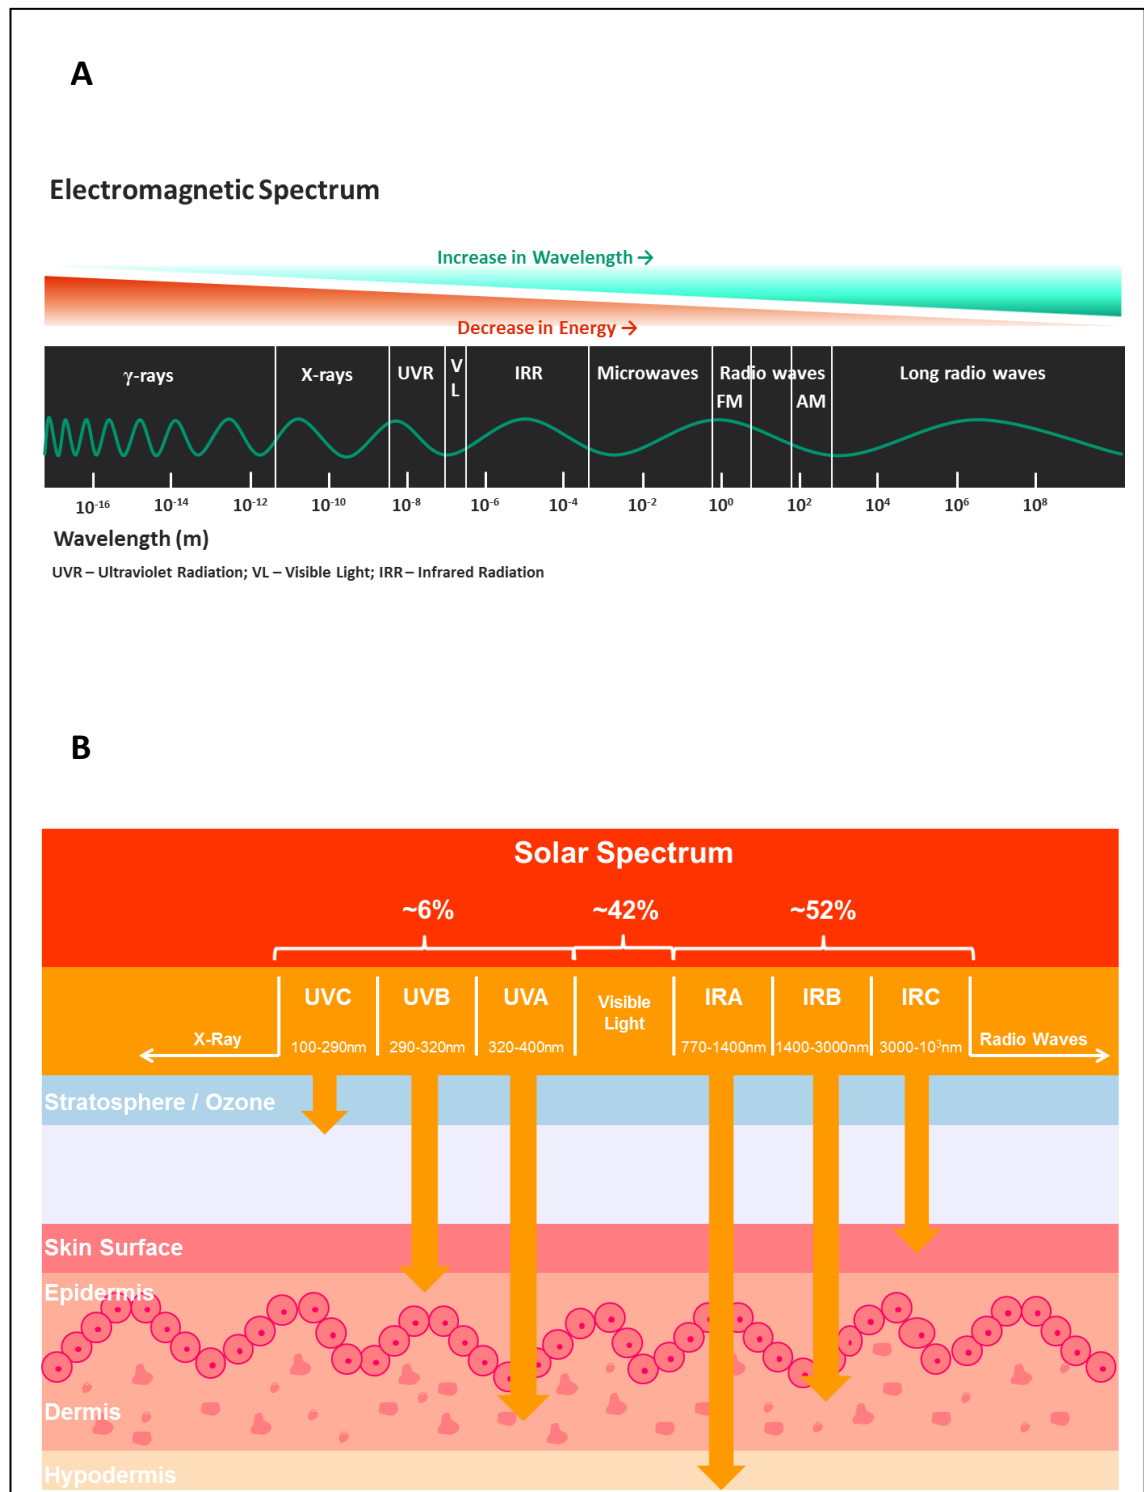 A
Electromagnetic Spectrum
Increase in Wavelength →
Decrease in Energy →
γ-rays X-rays UVR VL IRR Microwaves Radio waves Long radio waves
FM AM
10⁻¹⁶ 10⁻¹⁴ 10⁻¹² 10⁻¹⁰ 10⁻⁸ 10⁻⁶ 10⁻⁴ 10⁻² 10⁰ 10² 10⁴ 10⁶ 10⁸
Wavelength (m)
UVR – Ultraviolet Radiation; VL – Visible Light; IRR – Infrared Radiation
B
Solar Spectrum
~6% ~42% ~52%
UVC UVB UVA Visible Light IRA IRB IRC
X-Ray 100-290nm 290-320nm 320-400nm 770-1400nm 1400-3000nm 3000-10³nm Radio Waves
Stratosphere / Ozone
Skin Surface
Epidermis
Dermis
Hypodermis